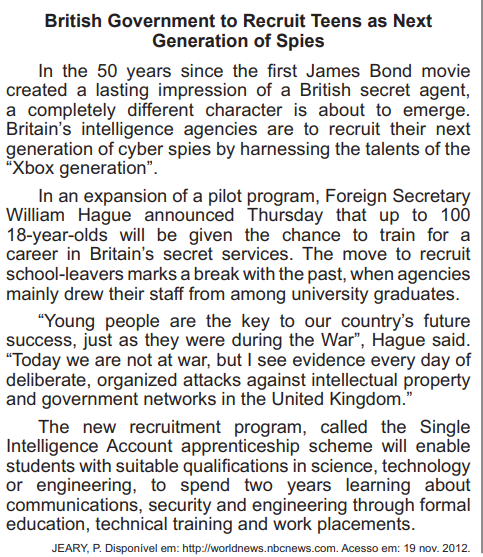 British Government to Recruit Teens as Next
Generation of Spies
In the 50 years since the first James Bond movie
created a lasting impression of a British secret agent,
a completely different character is about to emerge.
Britain's intelligence agencies are to recruit their next
generation of cyber spies by harnessing the talents of the
“Xbox generation”.
In an expansion of a pilot program, Foreign Secretary
William Hague announced Thursday that up to 100
18-year-olds will be given the chance to train for a
career in Britain's secret services. The move to recruit
school-leavers marks a break with the past, when agencies
mainly drew their staff from among university graduates.
“Young people are the key to our country's future
success, just as they were during the War”, Hague said.
“Today we are not at war, but I see evidence every day of
deliberate, organized attacks against intellectual property
and government networks in the United Kingdom.”
The new recruitment program, called the Single
Intelligence Account apprenticeship scheme will enable
students with suitable qualifications in science, technology
or engineering, to spend two years learning about
communications, security and engineering through formal
education, technical training and work placements.
JEARY, P. Disponível em: http://worldnews.nbcnews.com. Acesso em: 19 nov. 2012.